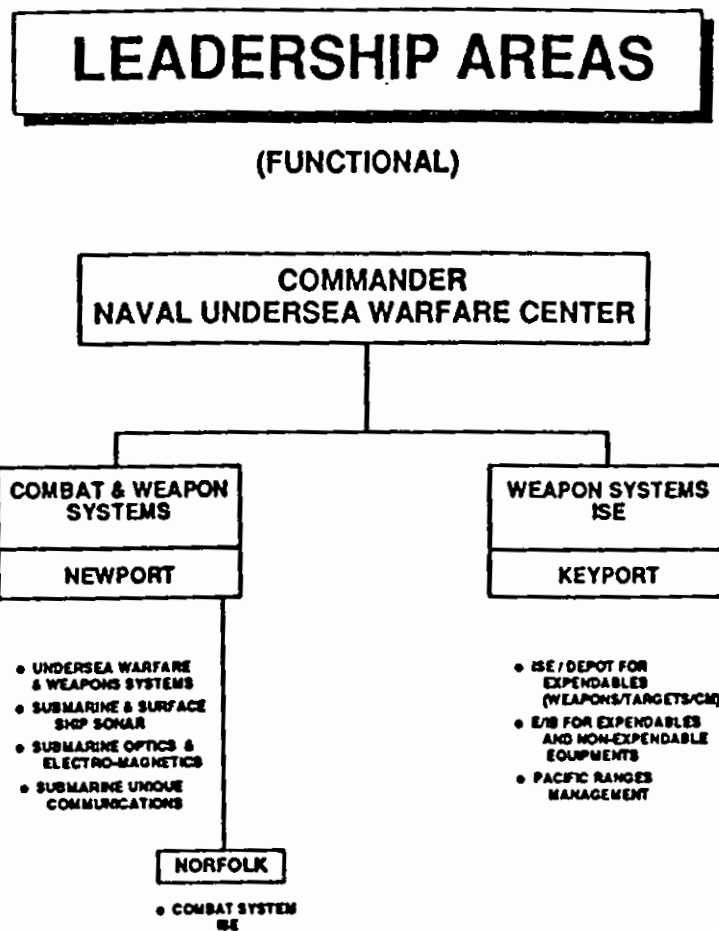 LEADERSHIP AREAS
(FUNCTIONAL)
COMMANDER
NAVAL UNDERSEA WARFARE CENTER
COMBAT & WEAPON
SYSTEMS
NEWPORT
• UNDERSEA WARFARE
& WEAPONS SYSTEMS
• SUBMARINE & SURFACE
SHIP SONAR
• SUBMARINE OPTICS &
ELECTRO-MAGNETICS
• SUBMARINE UNIQUE
COMMUNICATIONS
NORFOLK
• COMBAT SYSTEM
ISE
WEAPON SYSTEMS
ISE
KEYPORT
• ISE / DEPOT FOR
EXPENDABLES
(WEAPONS/TARGETS/CM)
• E/IB FOR EXPENDABLES
AND NON-EXPENDABLE
EQUIPMENTS
• PACIFIC RANGES
MANAGEMENT